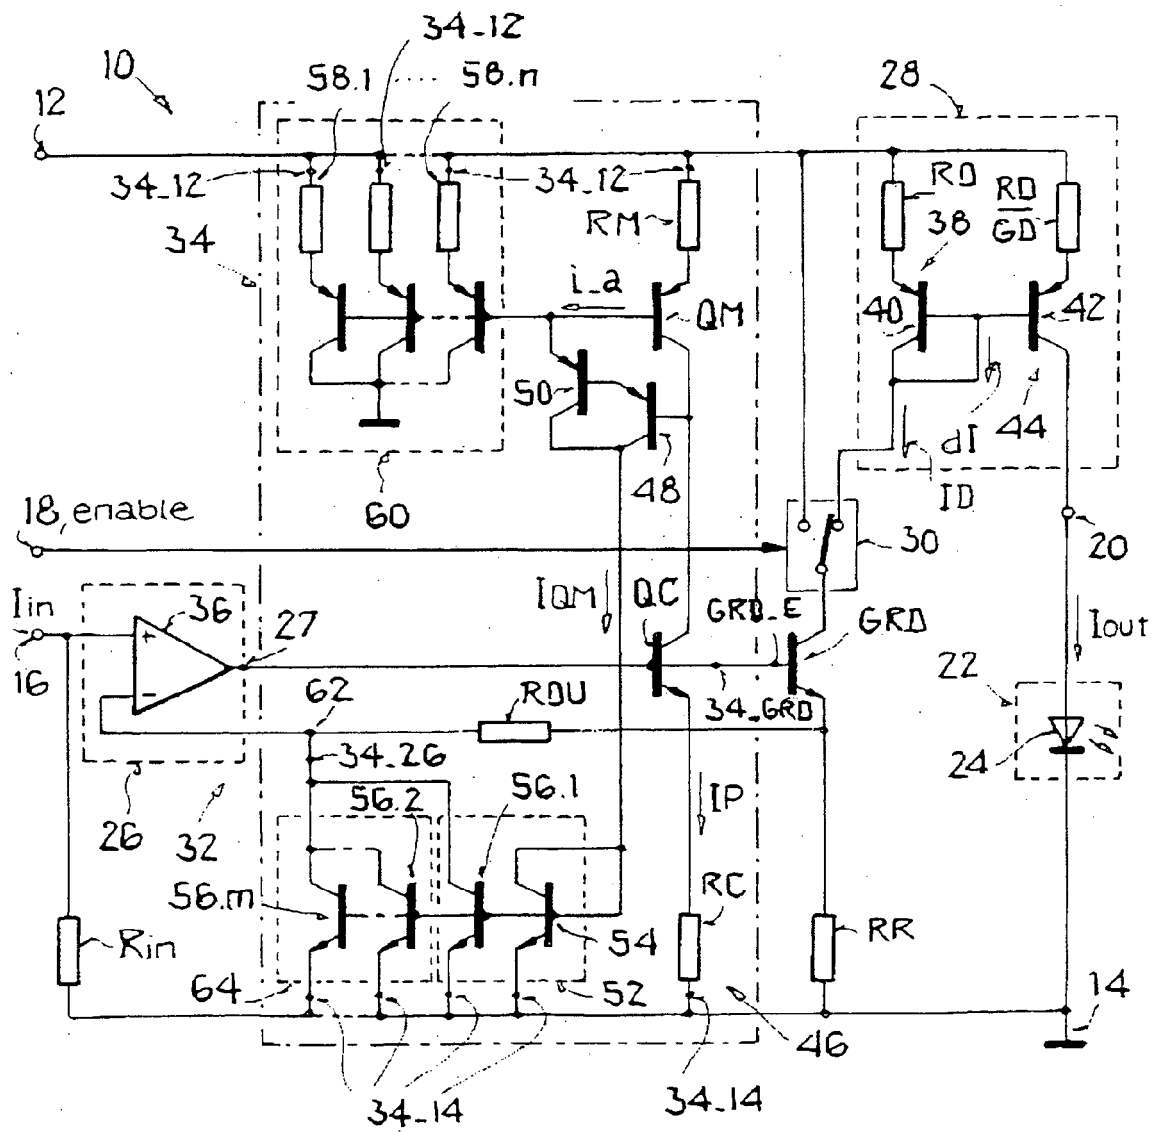 34_12
10
58.1 ..... 58.n
28
12
34_12
34_12
RD
RD
GD
RM
38
34
i_a
QM
40
42
50
dI
44
48
ID
60
18, enable
30
20
Iin
36
27
IQM
QC
GRD_E
GRD
Iout
16
62
RDU
34_GRD
22
34_26
24
26
32
56.2
56.1
IP
56.m
RC
Rin
54
RR
64
52
46
14
34_14
34_14